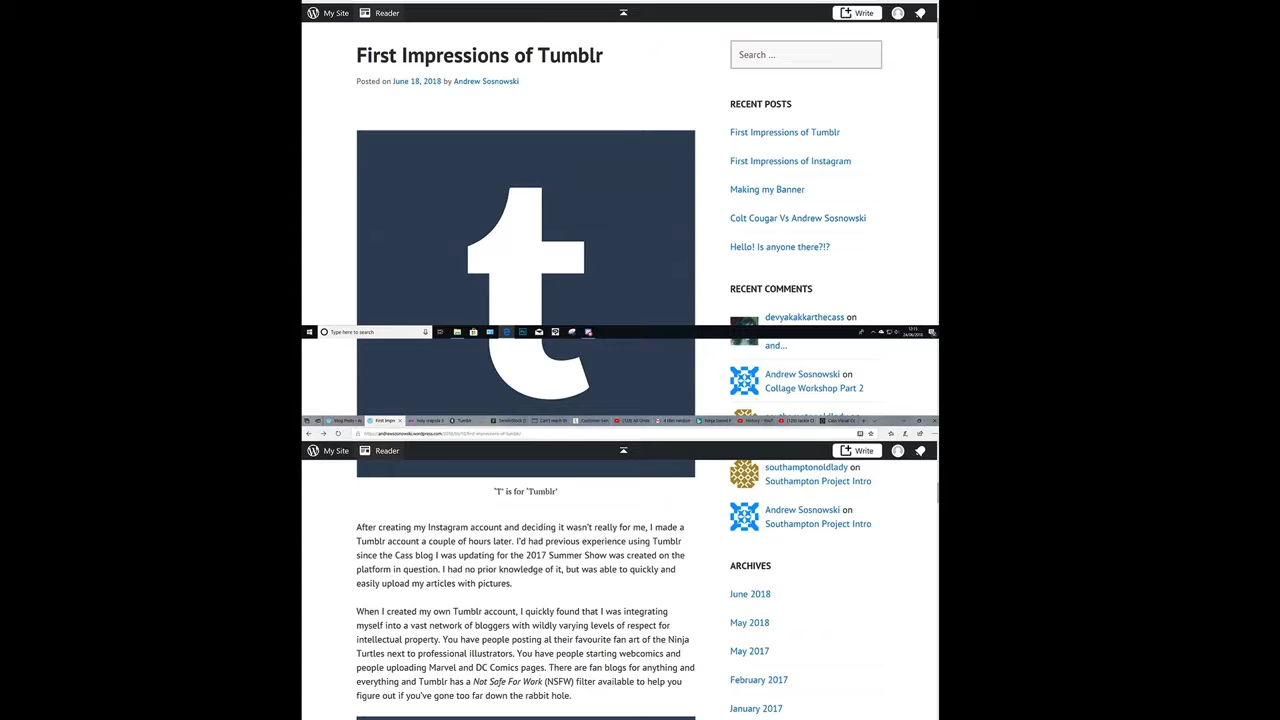 My Site Reader Write
First Impressions of Tumblr
Posted on June 18, 2018 by Andrew Sosnowski
Search ...
RECENT POSTS
First Impressions of Tumblr
First Impressions of Instagram
Making my Banner
Colt Cougar Vs Andrew Sosnowski
Hello! Is anyone there?!?
RECENT COMMENTS
devyakakkarthecass on
and...
Andrew Sosnowski on
Collage Workshop Part 2
t
Type here to search
13:15
24/06/2018
My Site Reader Write
southamptonoldlady on
Southampton Project Intro
Andrew Sosnowski on
Southampton Project Intro
'T' is for 'Tumblr'
After creating my Instagram account and deciding it wasn't really for me, I made a
Tumblr account a couple of hours later. I'd had previous experience using Tumblr
since the Cass blog I was updating for the 2017 Summer Show was created on the
platform in question. I had no prior knowledge of it, but was able to quickly and
easily upload my articles with pictures.
When I created my own Tumblr account, I quickly found that I was integrating
myself into a vast network of bloggers with wildly varying levels of respect for
intellectual property. You have people posting al their favourite fan art of the Ninja
Turtles next to professional illustrators. You have people starting webcomics and
people uploading Marvel and DC Comics pages. There are fan blogs for anything and
everything and Tumblr has a Not Safe For Work (NSFW) filter available to help you
figure out if you've gone too far down the rabbit hole.
ARCHIVES
June 2018
May 2018
May 2017
February 2017
January 2017